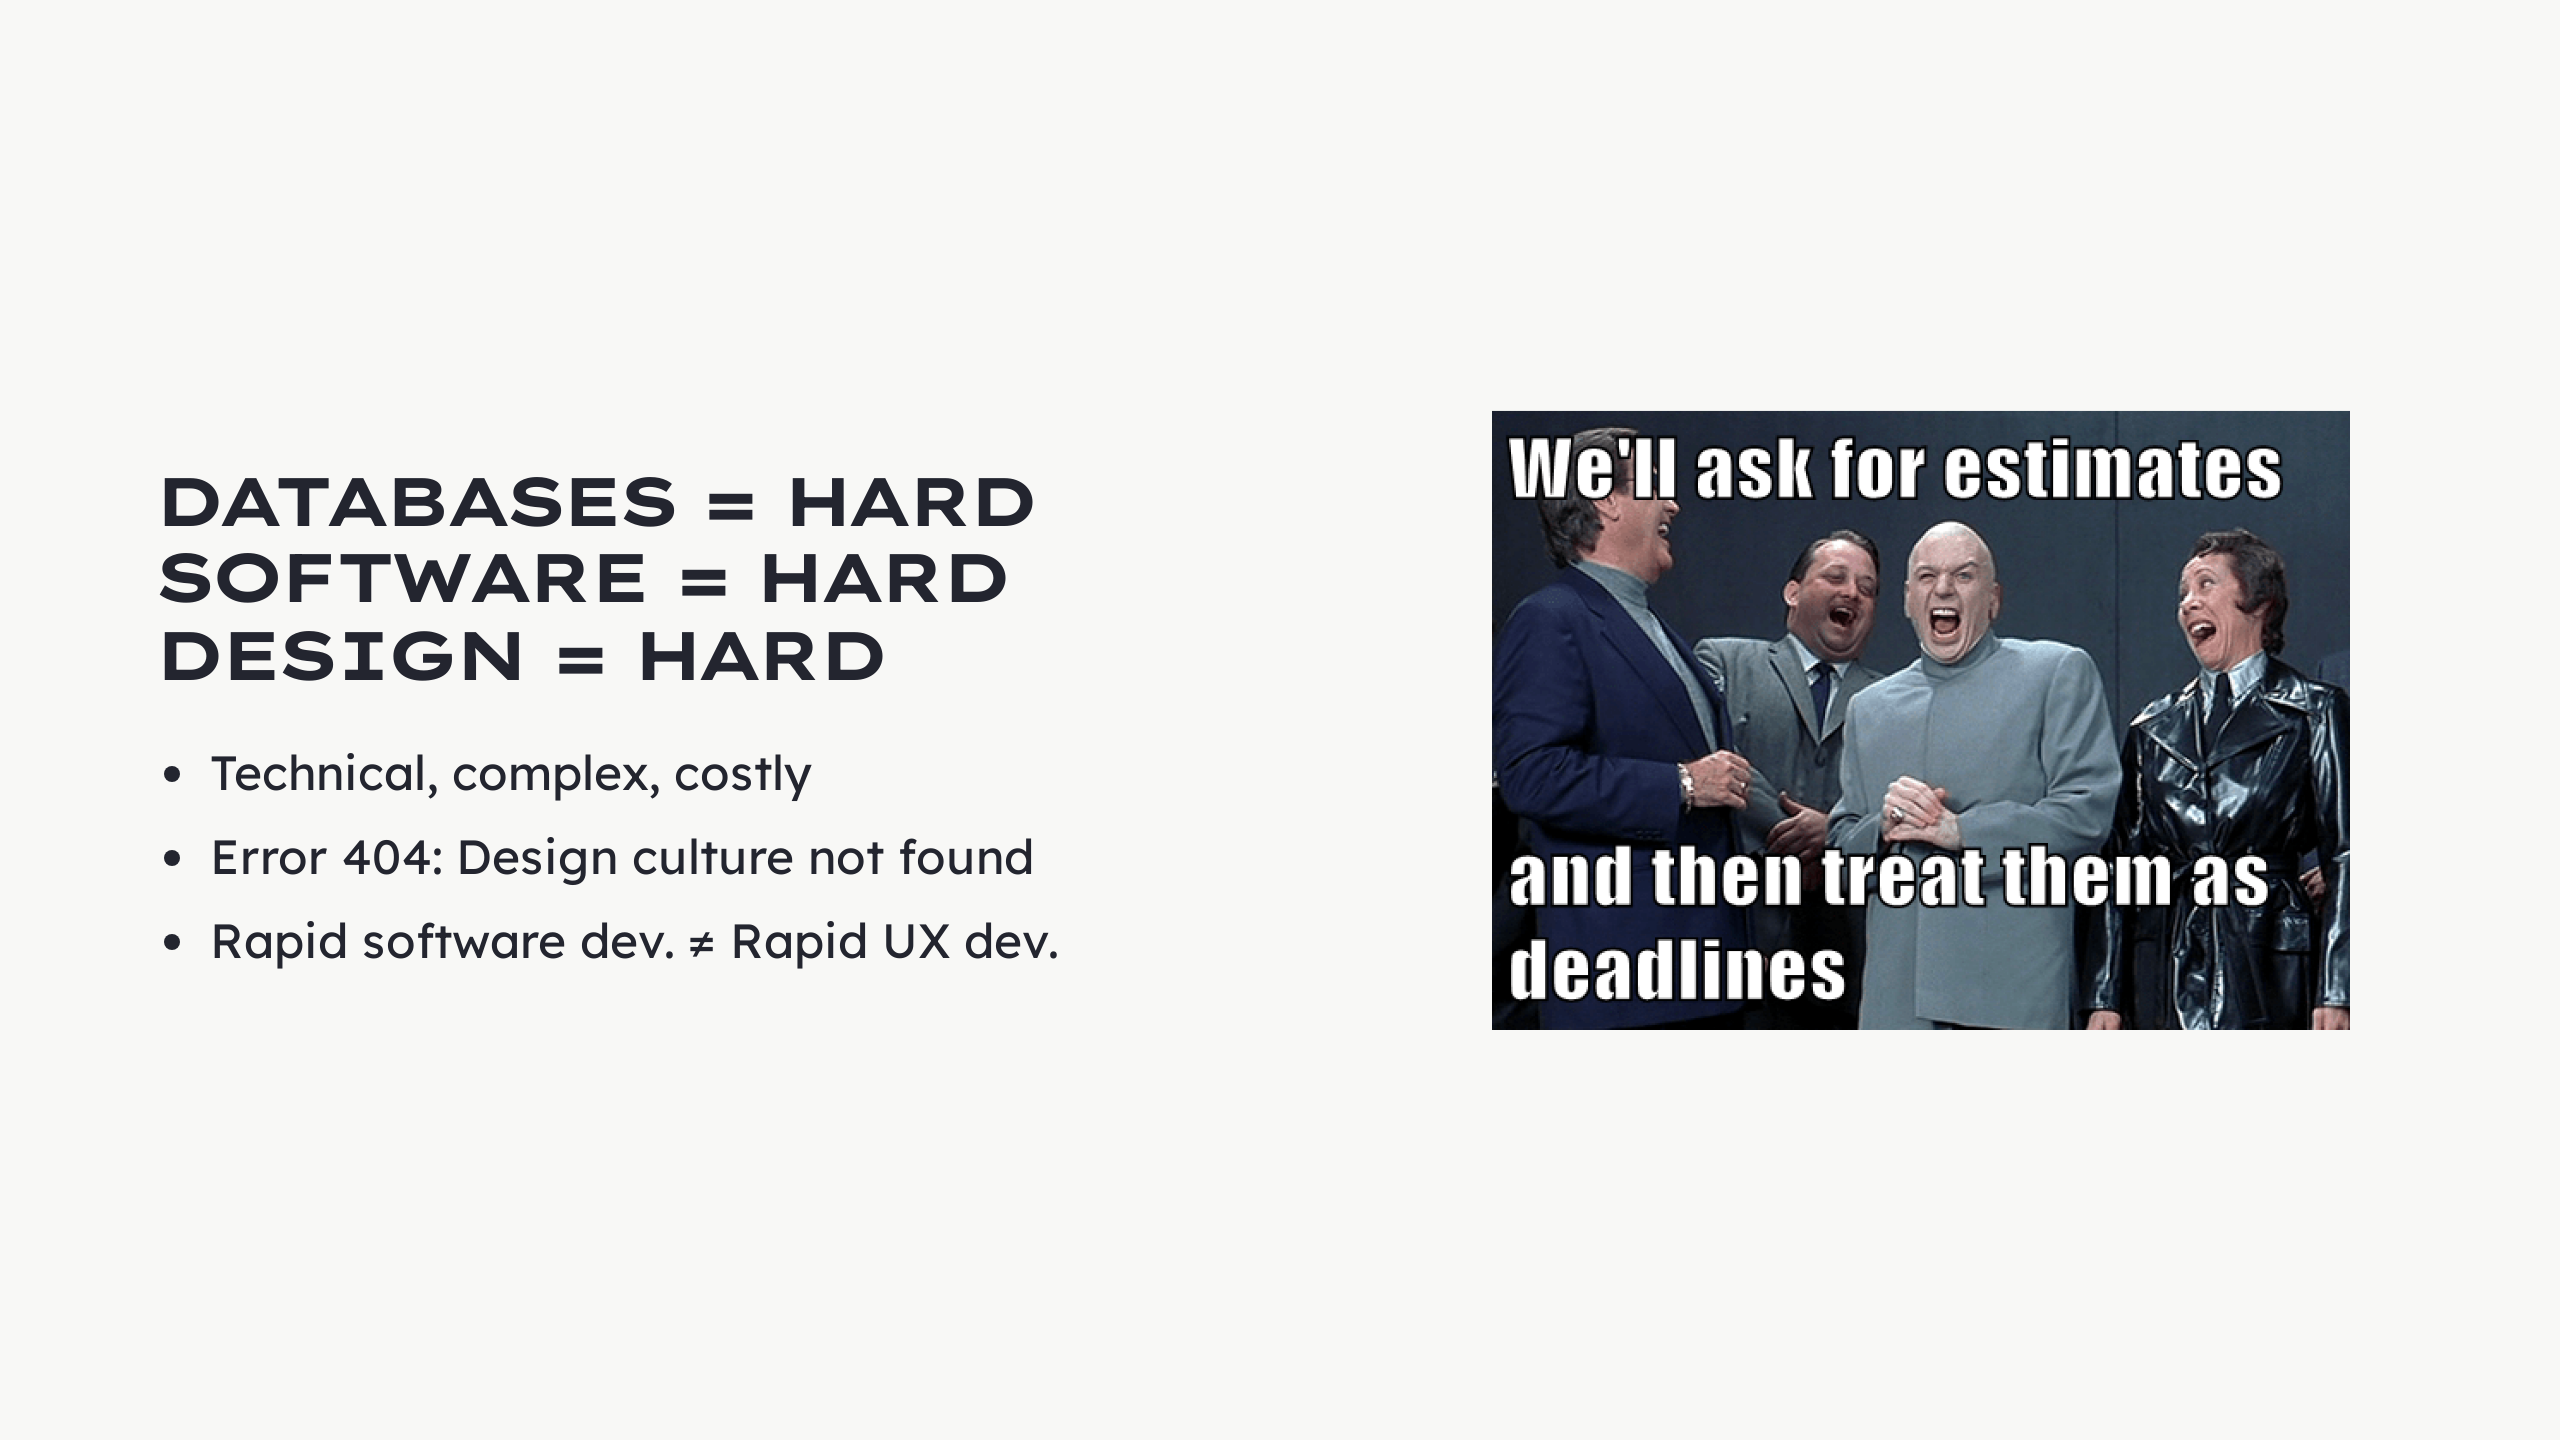 DATABASES = HARD
SOFTWARE = HARD
DESIGN = HARD
• Technical, complex, costly
• Error 404: Design culture not found
• Rapid software dev. ≠ Rapid UX dev.
We'll ask for estimates
and then treat them as
deadlines